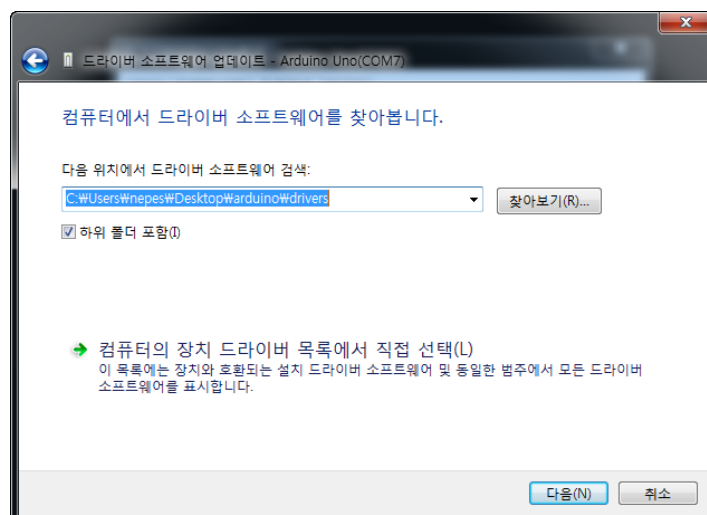 드라이버 소프트웨어 업데이트 - Arduino Uno(COM7)
컴퓨터에서 드라이버 소프트웨어를 찾아봅니다.
다음 위치에서 드라이버 소프트웨어 검색:
C:₩Users₩nepes₩Desktop₩arduino₩drivers
찾아보기(R)...
하위 폴더 포함(I)
컴퓨터의 장치 드라이버 목록에서 직접 선택(L)
이 목록에는 장치와 호환되는 설치 드라이버 소프트웨어 및 동일한 범주에서 모든 드라이버
소프트웨어를 표시합니다.
다음(N)
취소